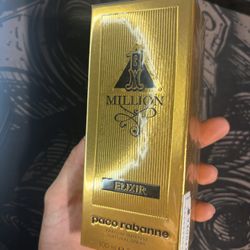 1
MILLION
ELIXIR
paco rabanne